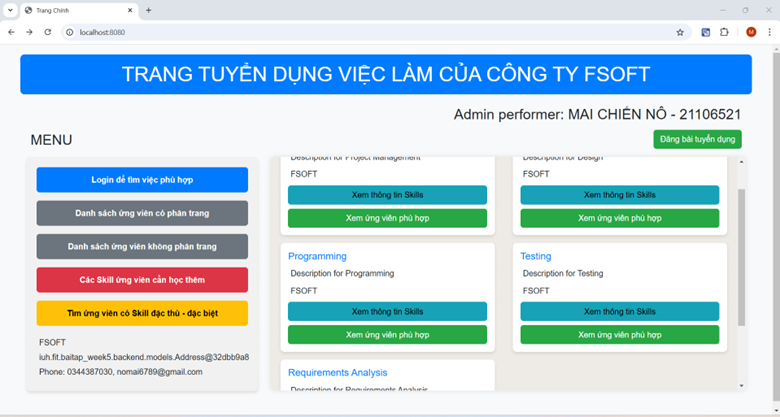 Trang Chính
localhost:8080
M
TRANG TUYỂN DỤNG VIỆC LÀM CỦA CÔNG TY FSOFT
Admin performer: MAI CHIẾN NÔ - 21106521
MENU
Đăng bài tuyển dụng
Login để tìm việc phù hợp
Danh sách ứng viên có phân trang
Danh sách ứng viên không phân trang
Các Skill ứng viên cần học thêm
Tìm ứng viên có Skill đặc thù - đặc biệt
FSOFT
iuh.fit.baitap_week5.backend.models.Address@32dbb9a8
Phone: 0344387030, nomai6789@gmail.com
Description for Project Management
FSOFT
Xem thông tin Skills
Xem ứng viên phù hợp
Description for Design
FSOFT
Xem thông tin Skills
Xem ứng viên phù hợp
Programming
Description for Programming
FSOFT
Xem thông tin Skills
Xem ứng viên phù hợp
Testing
Description for Testing
FSOFT
Xem thông tin Skills
Xem ứng viên phù hợp
Requirements Analysis
Description for Requirements Analysis